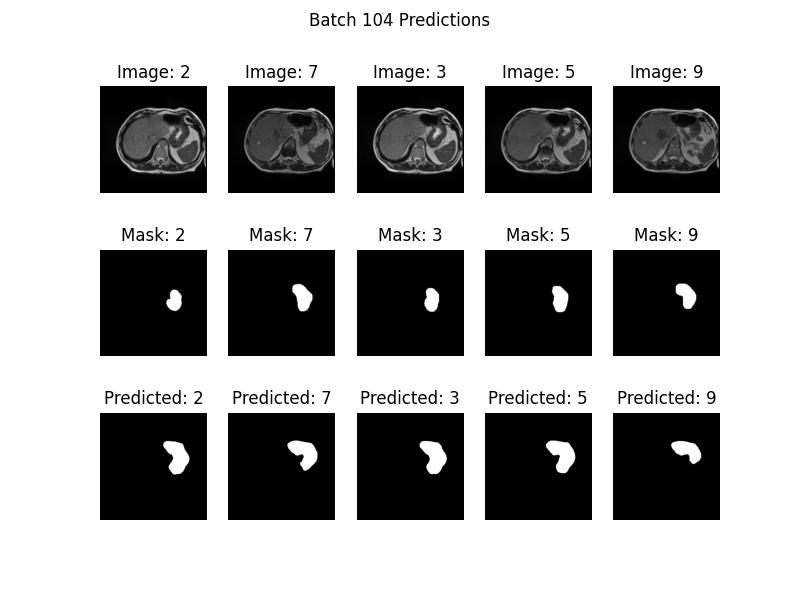 Batch 104 Predictions
Image: 2 Image: 7 Image: 3 Image: 5 Image: 9
Mask: 2 Mask: 7 Mask: 3 Mask: 5 Mask: 9
Predicted: 2 Predicted: 7 Predicted: 3 Predicted: 5 Predicted: 9